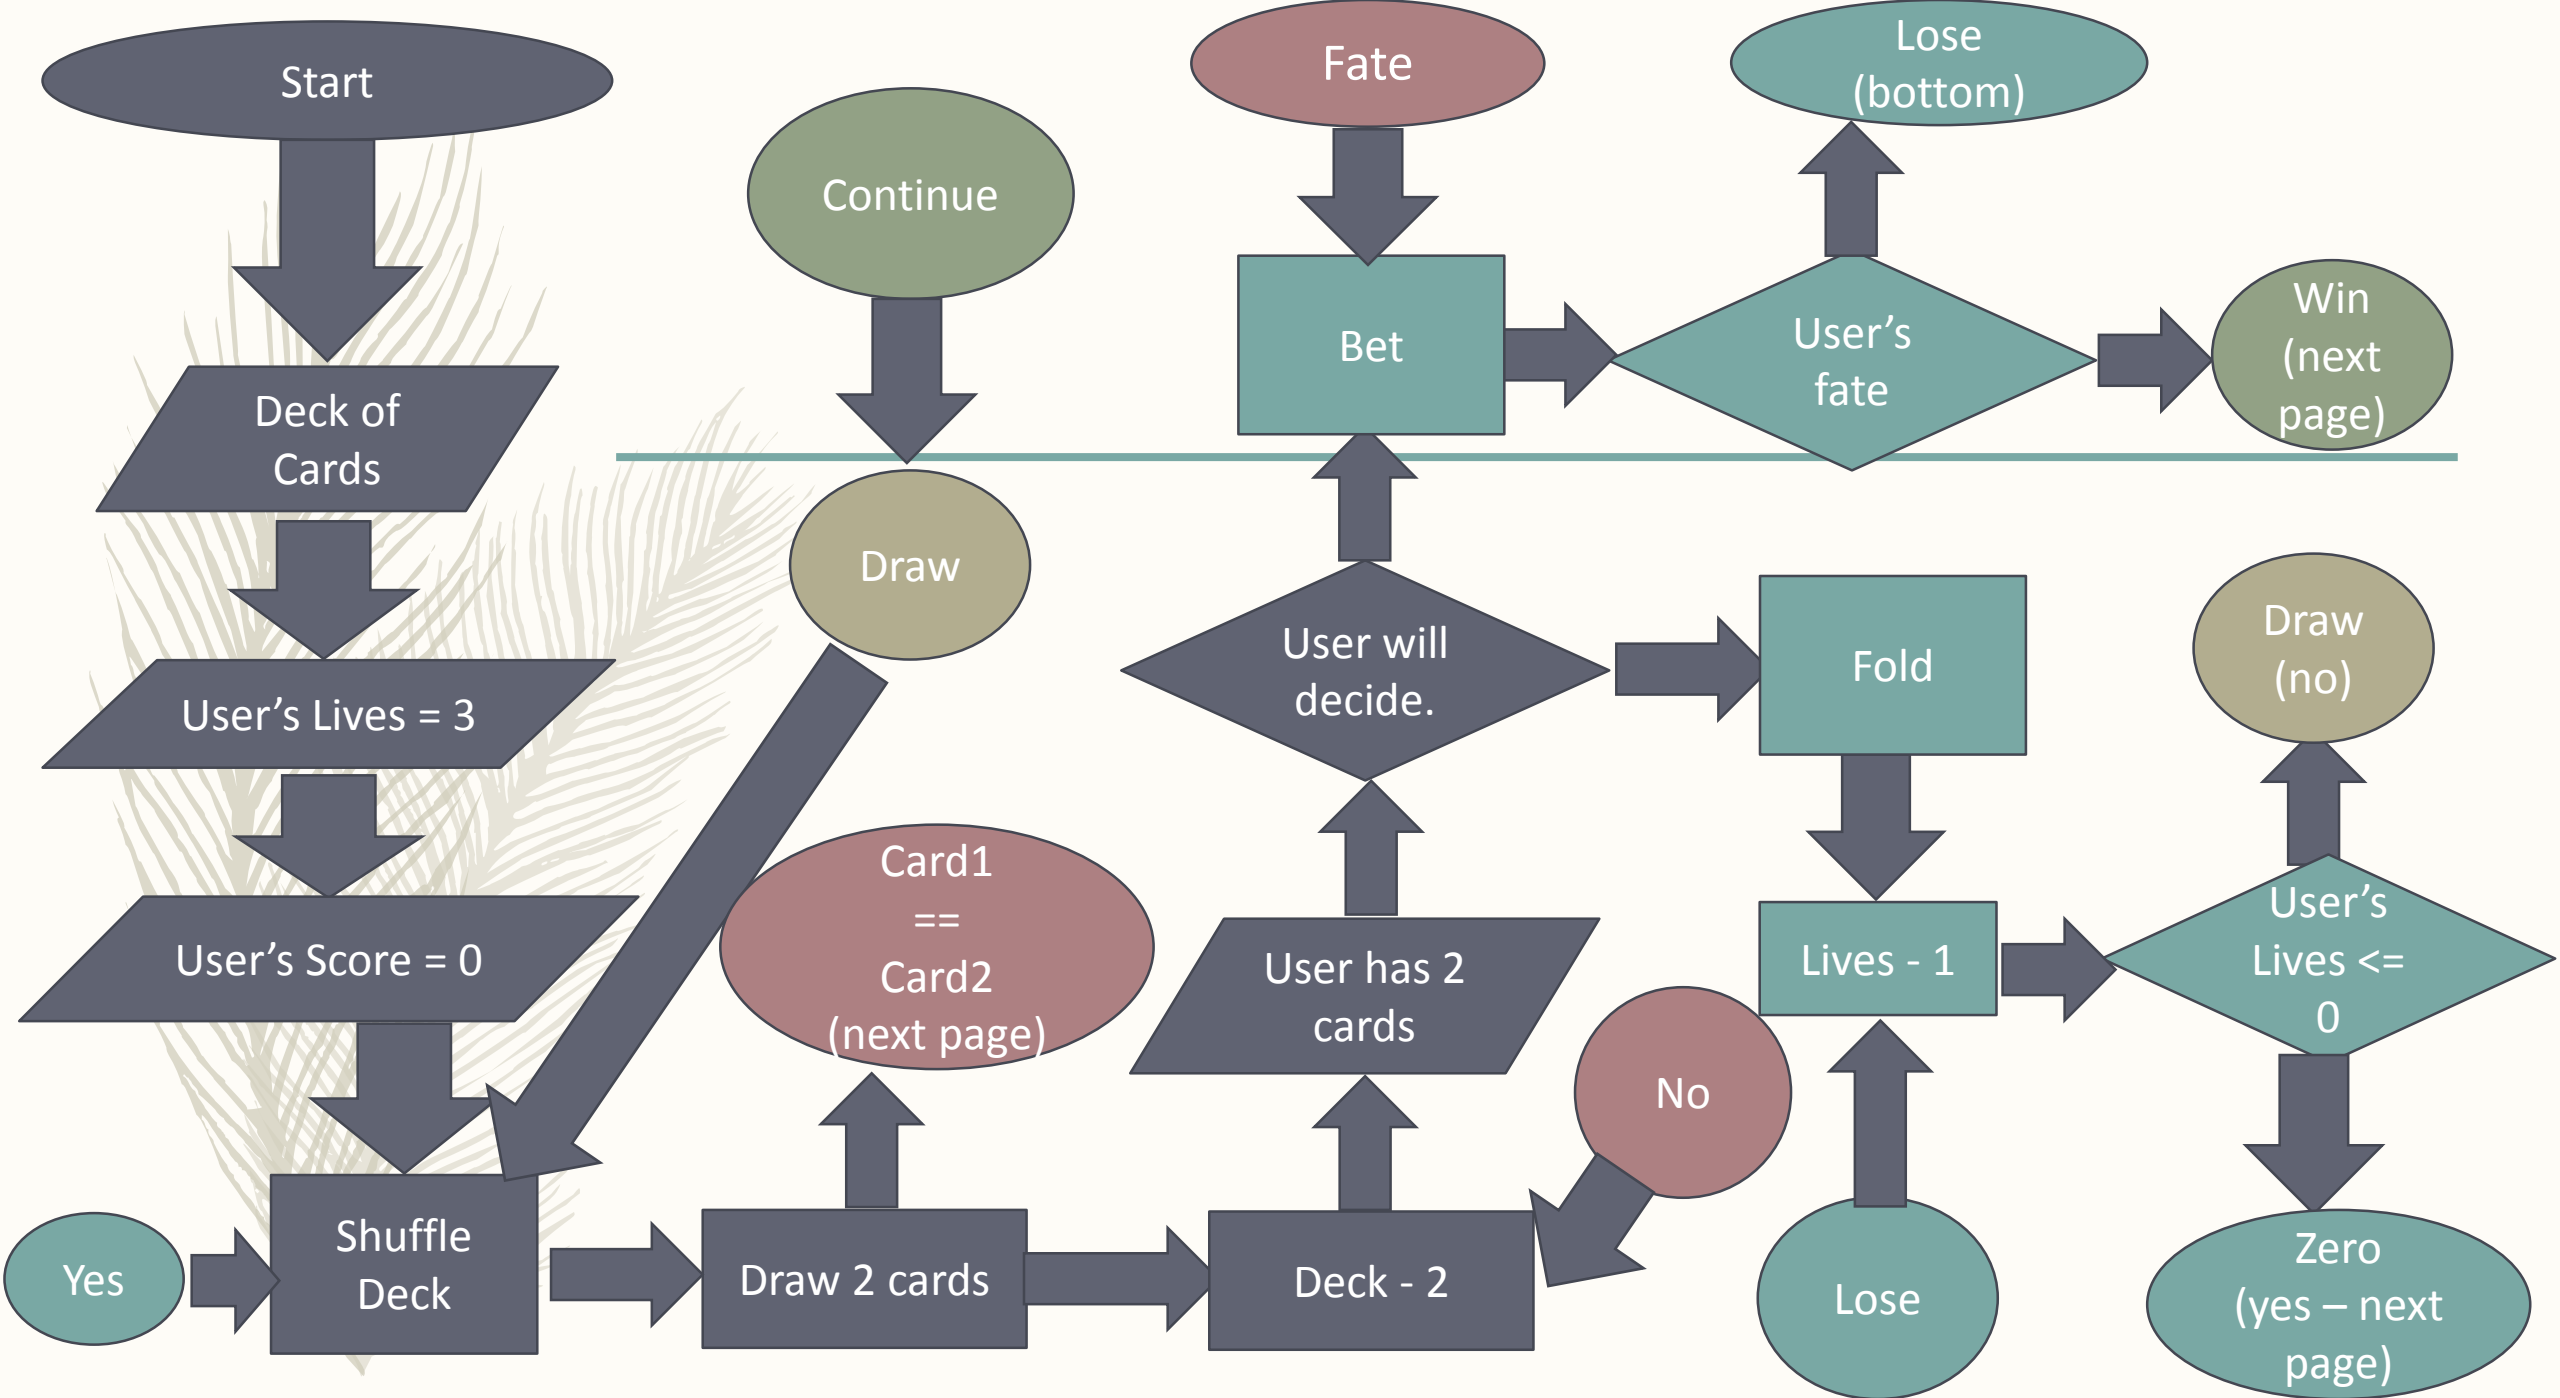 Start
Deck of
Cards
User’s Lives = 3
User’s Score = 0
Yes
Shuffle
Deck
Continue
Draw
Card1
==
Card2
(next page)
Draw 2 cards
Fate
Bet
User will
decide.
User has 2
cards
Deck - 2
No
Lose
(bottom)
User’s
fate
Win
(next
page)
Fold
Lives - 1
Lose
Draw
(no)
User’s
Lives <=
0
Zero
(yes – next
page)